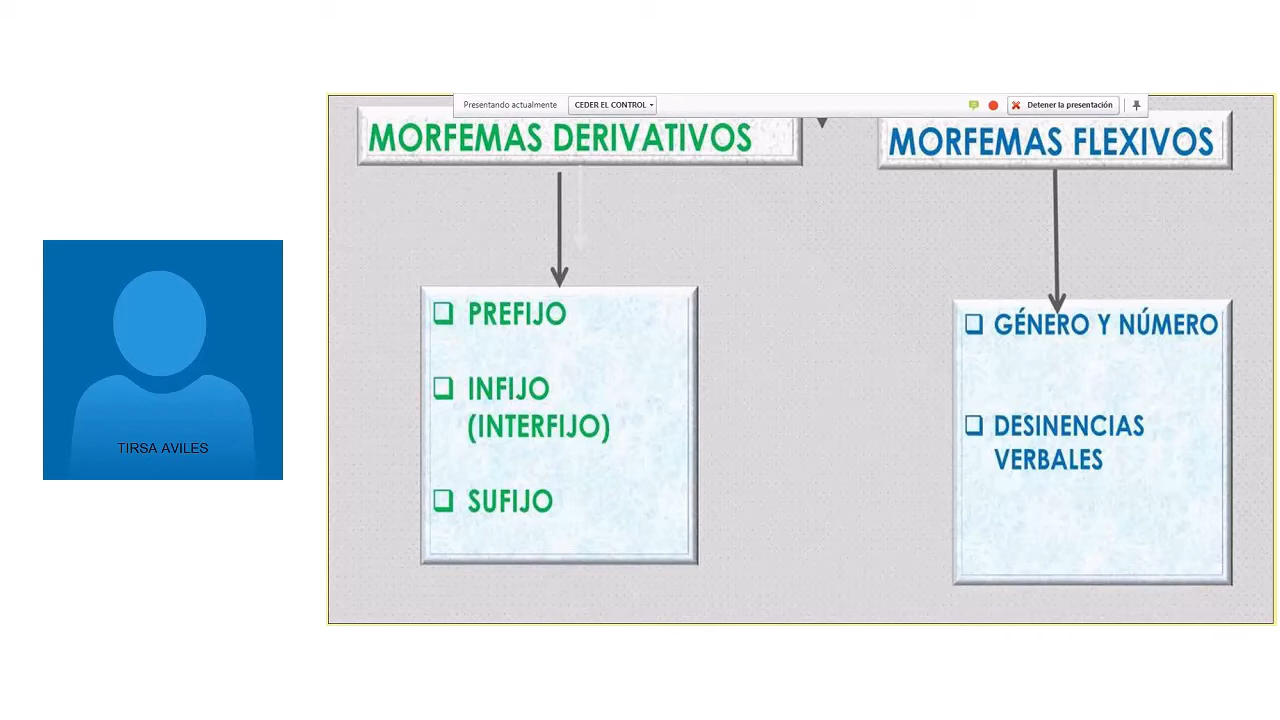 Presentando actualmente
CEDER EL CONTROL
Detener la presentación
MORFEMAS DERIVATIVOS
MORFEMAS FLEXIVOS
PREFIJO
INFIJO
(INTERFIJO)
SUFIJO
GÉNERO Y NÚMERO
DESINENCIAS
VERBALES
TIRSA AVILES